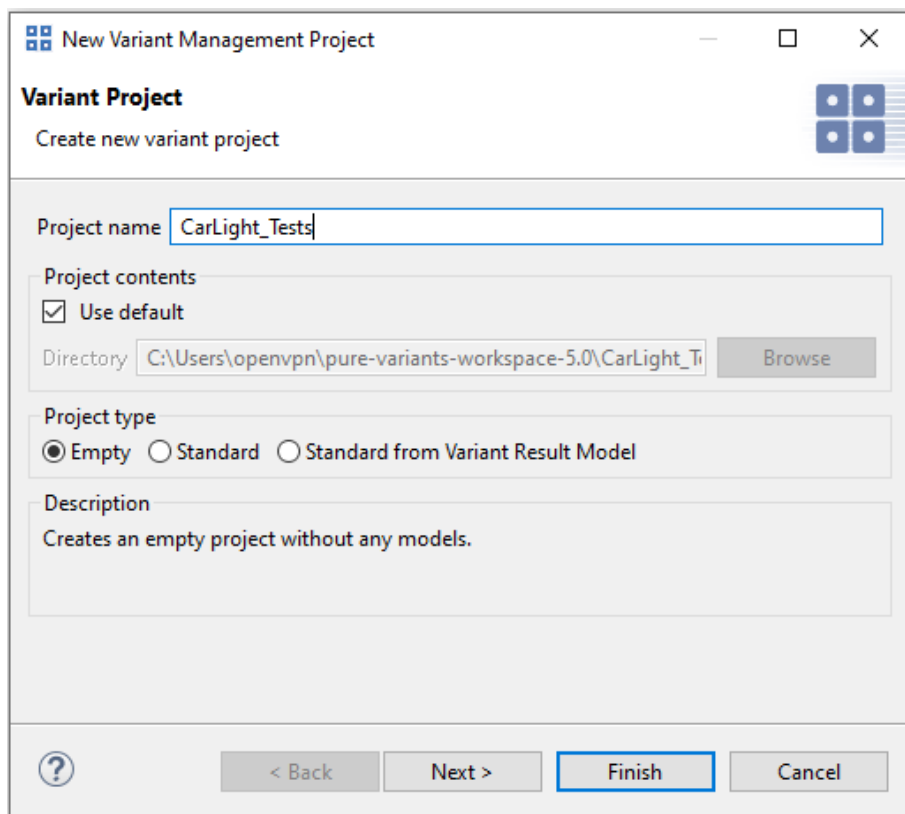 New Variant Management Project
Variant Project
Create new variant project
Project name CarLight_Tests
Project contents
Use default
Directory C:\Users\openvpn\pure-variants-workspace-5.0\CarLight_T Browse
Project type
Empty Standard Standard from Variant Result Model
Description
Creates an empty project without any models.
? < Back Next > Finish Cancel